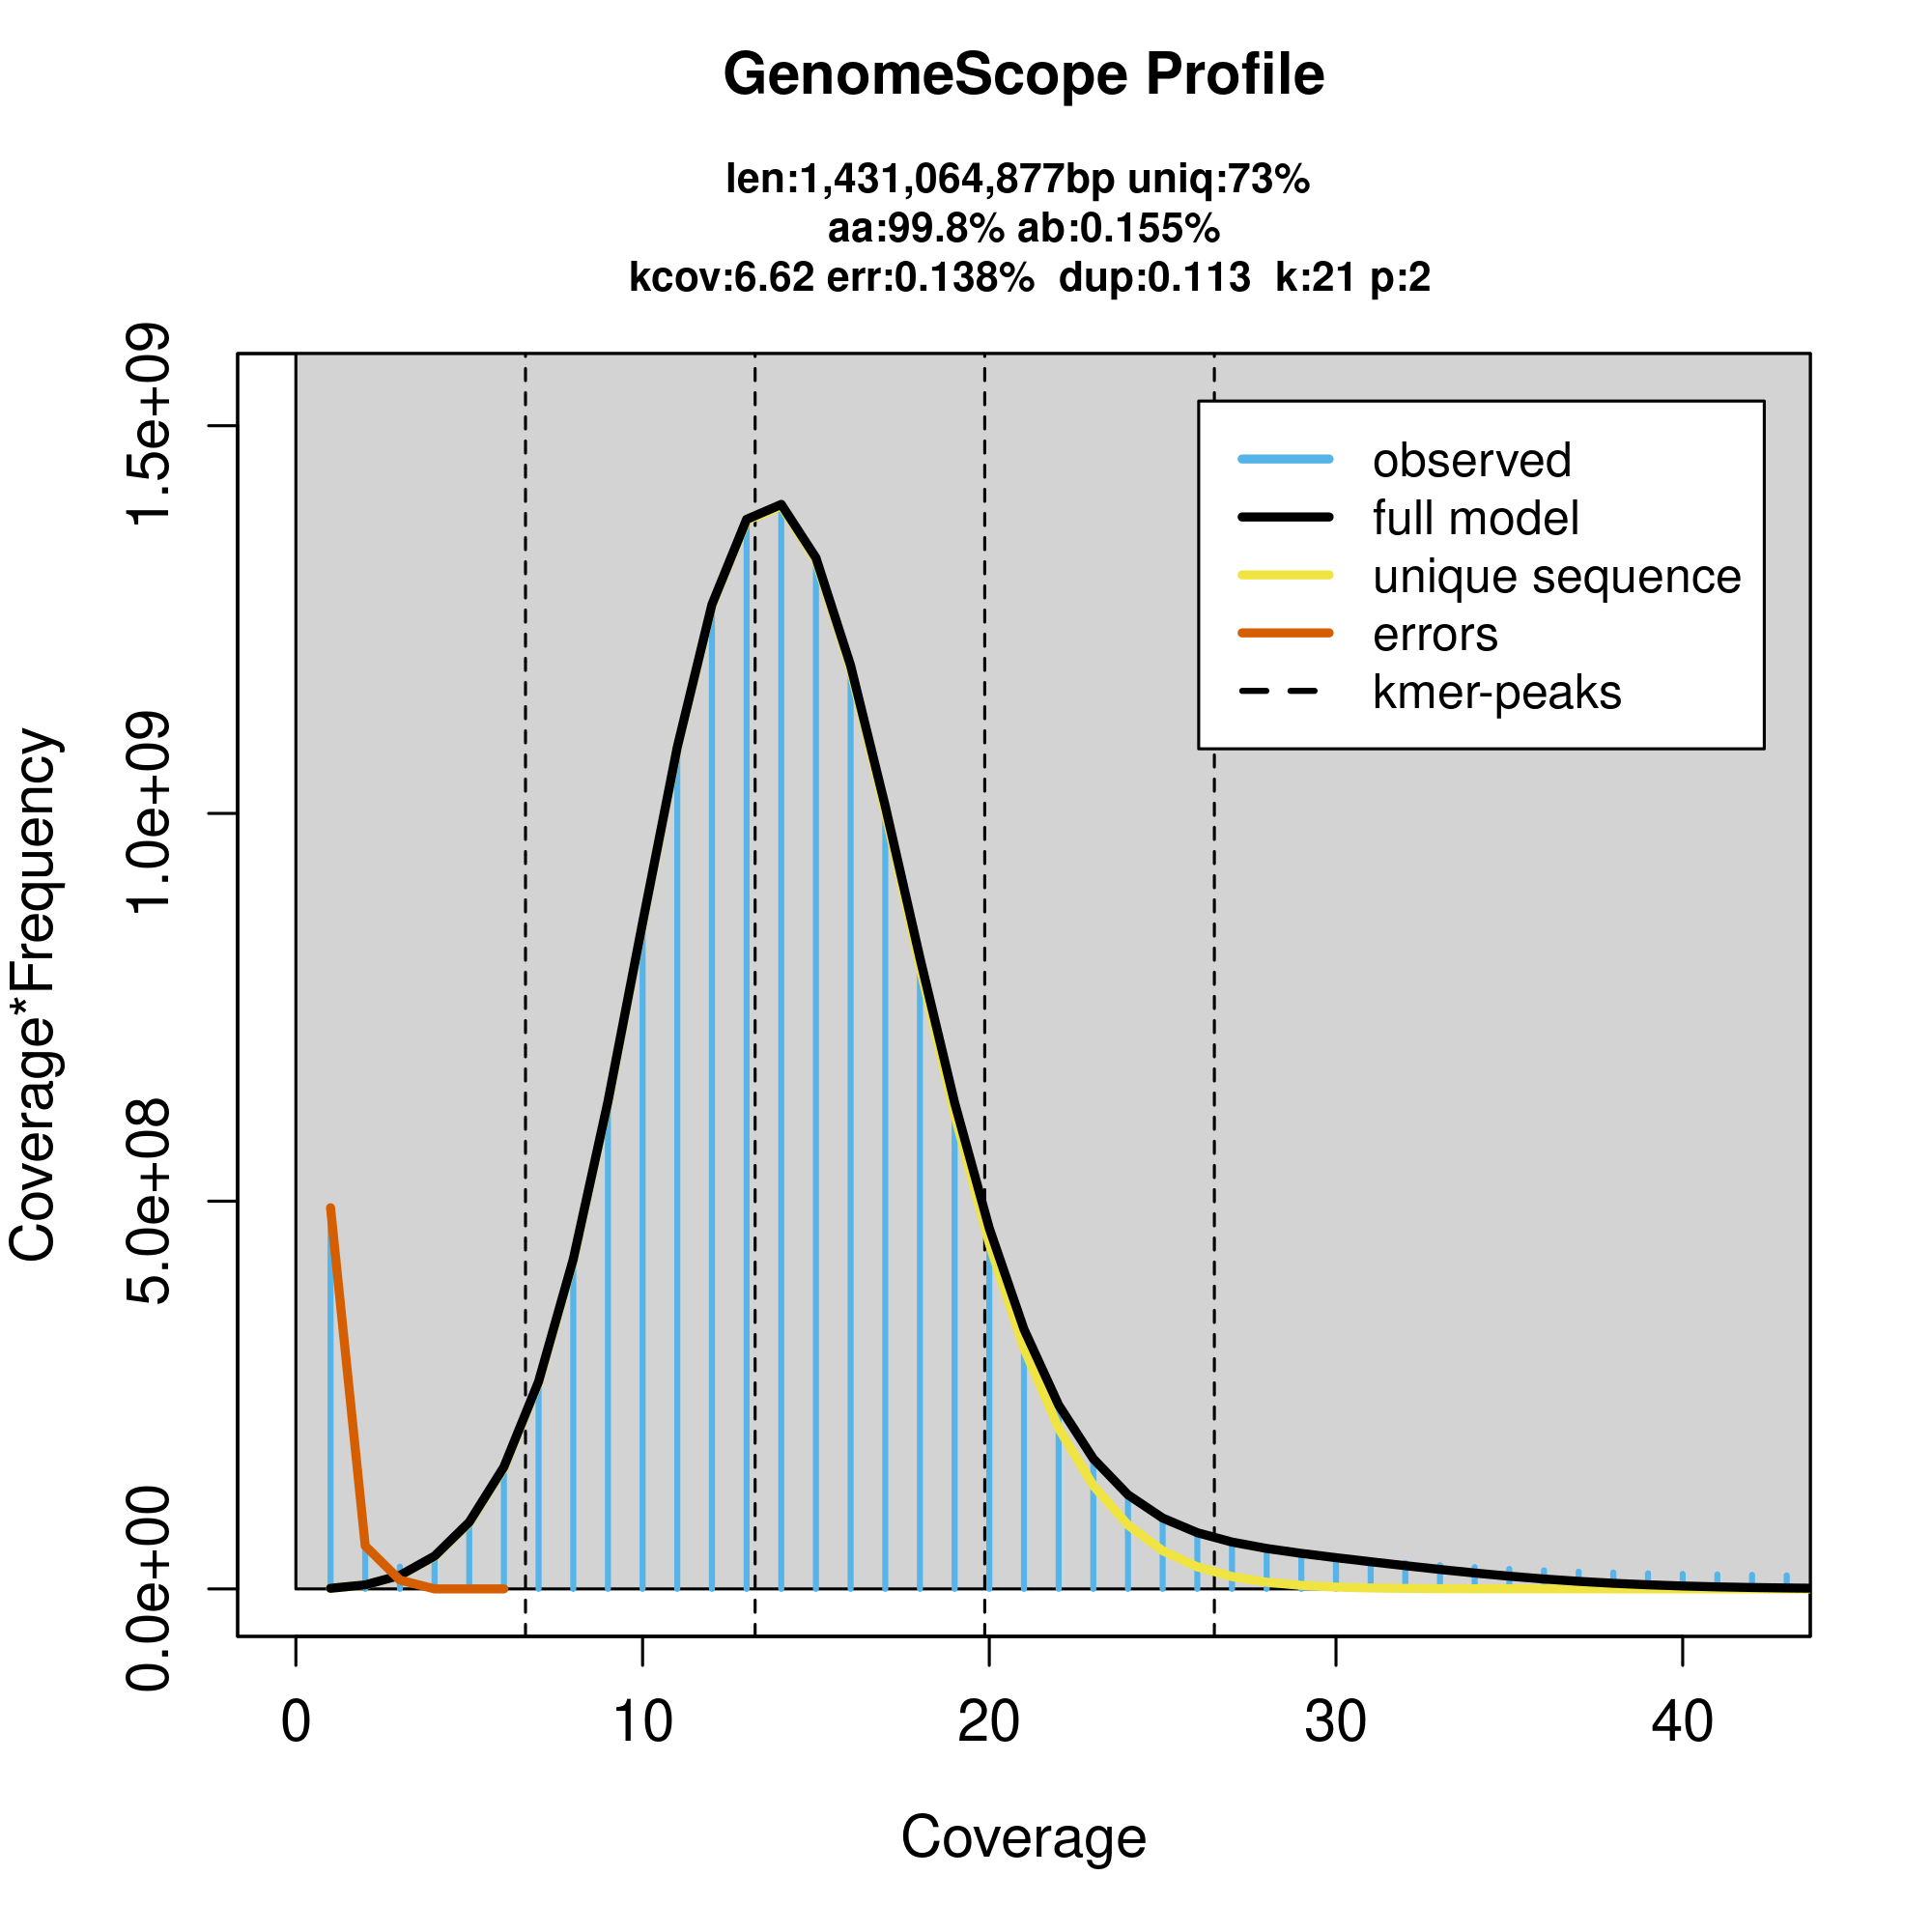 GenomeScope Profile
len:1,431,064,877bp uniq:73%
aa:99.8% ab:0.155%
kcov:6.62 err:0.138%  dup:0.113  k:21 p:2
observed
full model
unique sequence
errors
kmer-peaks
Coverage*Frequency
1.5e+09
1.0e+09
5.0e+08
0.0e+00
0 10 20 30 40
Coverage